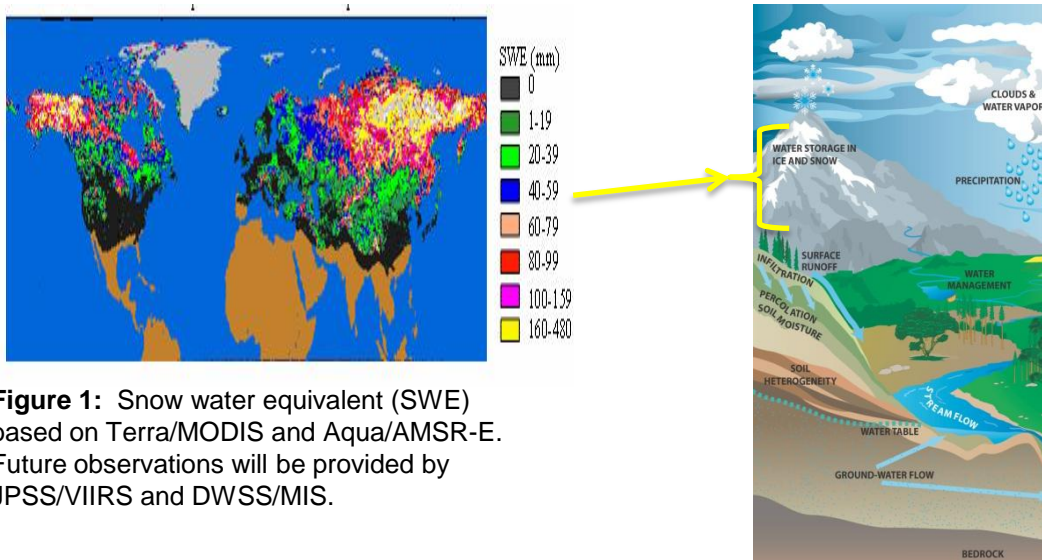 SWE (mm)
0
1-19
20-39
40-59
60-79
80-99
100-159
160-480
Figure 1: Snow water equivalent (SWE)
based on Terra/MODIS and Aqua/AMSR-E.
Future observations will be provided by
JPSS/VIIRS and DWSS/MIS.
CLOUDS &
WATER VAPOR
WATER STORAGE IN
ICE AND SNOW
PRECIPITATION
SURFACE
RUNOFF
INFILTRATION
WATER
MANAGEMENT
PERCOLATION
SOIL MOISTURE
SOIL
HETEROGENEITY
STREAM FLOW
WATER TABLE
GROUND-WATER FLOW
BEDROCK